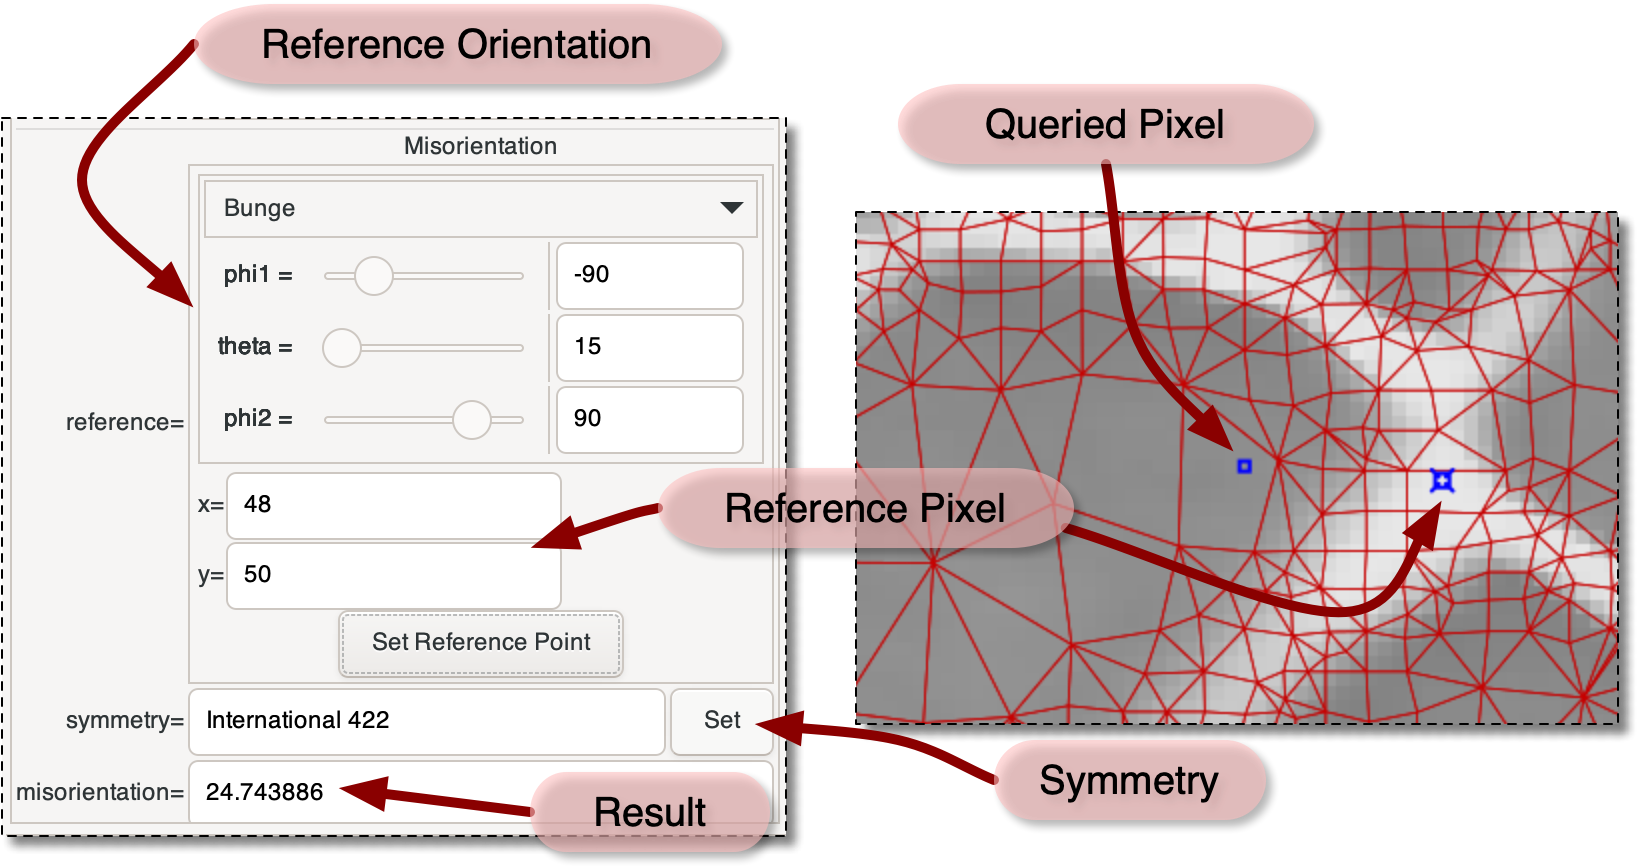 Reference Orientation
Queried Pixel
Misorientation
Bunge
phi1 = -90
theta = 15
phi2 = 90
reference=
x= 48
Reference Pixel
y= 50
Set Reference Point
symmetry= International 422 Set
Symmetry
misorientation= 24.743886
Result